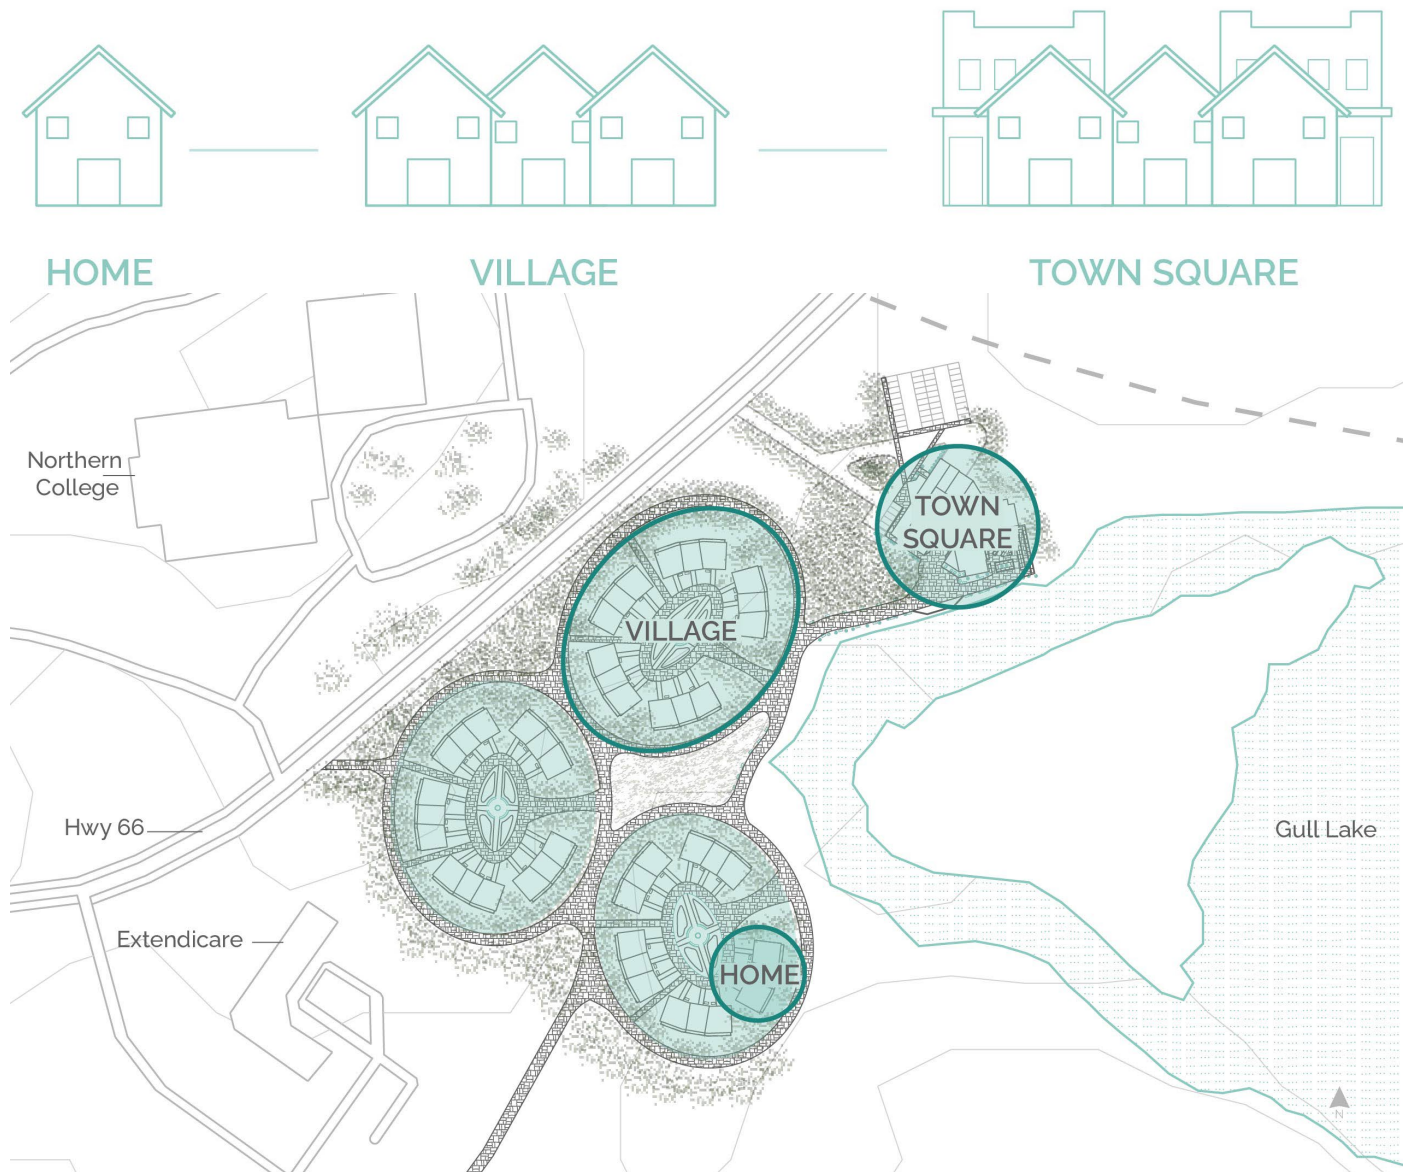 HOME
VILLAGE
TOWN SQUARE
Northern
College
TOWN
SQUARE
VILLAGE
Hwy 66
Gull Lake
Extendicare
HOME
N